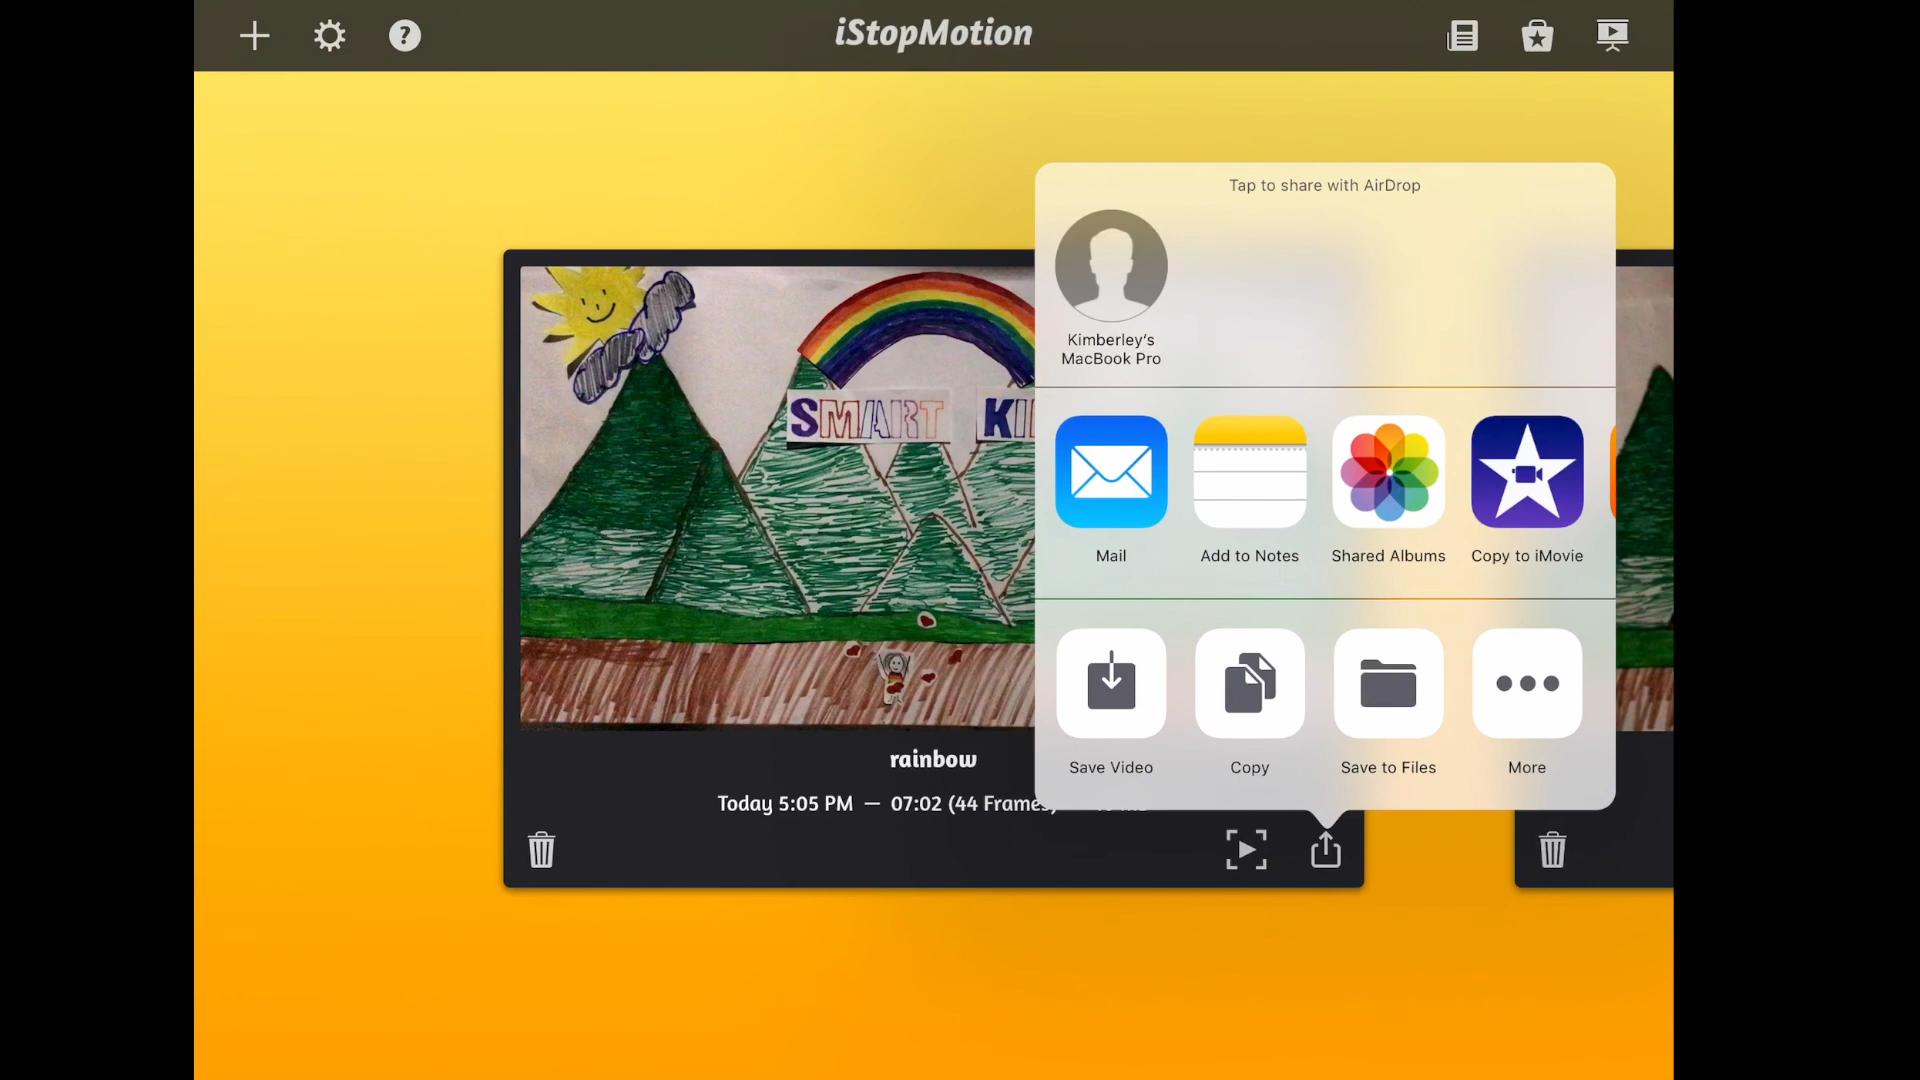 iStopMotion
Tap to share with AirDrop
Kimberley's
MacBook Pro
SMART
Mail
Add to Notes
Shared Albums
Copy to iMovie
Save Video
Copy
Save to Files
More
rainbow
Today 5:05 PM — 07:02 (44 Frames)